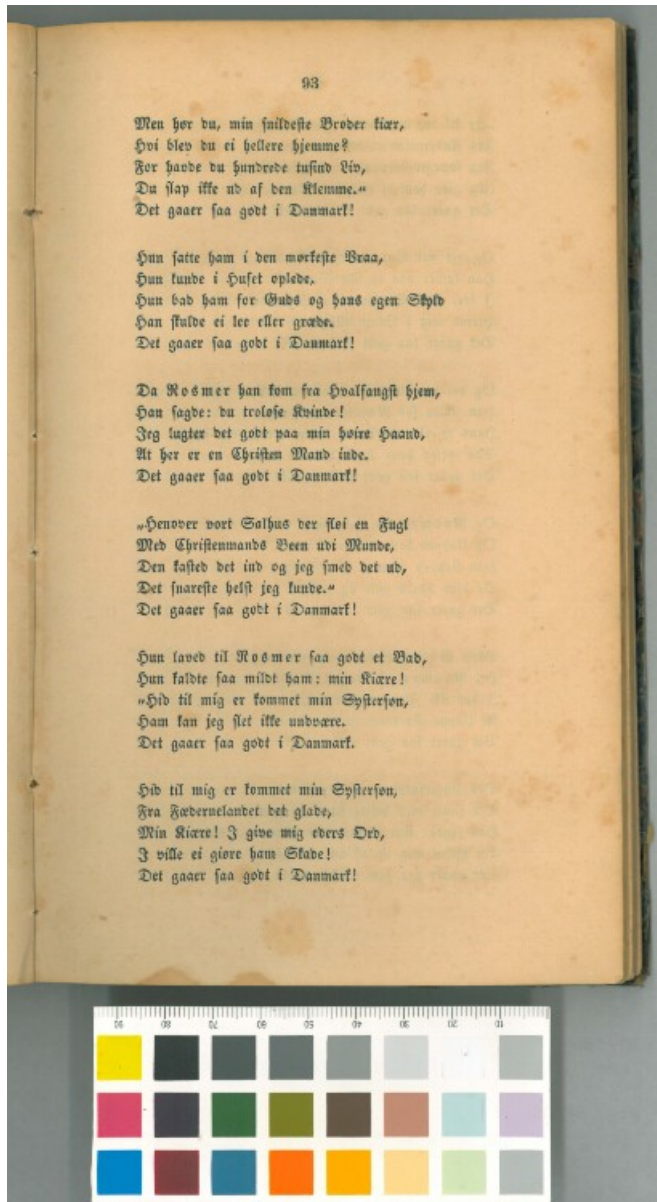 93
Men hør du, min snildeste Broder kiær,
Hvi blev du ei hellere hjemme?
For havde du hundrede tusind Liv,
Du slap ikke ud af den Klemme.“
Det gaaer saa godt i Danmark!
Hun satte ham i den mørkeste Vraa,
Hun kunde i Huset oplede,
Hun bad ham for Guds og hans egen Skyld
Han skulde ei lee eller græde.
Det gaaer saa godt i Danmark!
Da Rosmer han kom fra Hvalfangst hjem,
Han sagde: du troløse Kvinde!
Jeg lugter det godt paa min høire Haand,
At her er en Christen Mand inde.
Det gaaer saa godt i Danmark!
„Henover vort Salhus der fløi en Fugl
Med Christenmands Been udi Munde,
Den kasted det ind og jeg smed det ud,
Det snareste helst jeg kunde.“
Det gaaer saa godt i Danmark!
Hun laved til Rosmer saa godt et Bad,
Hun kaldte saa mildt ham: min Kiære!
„Hid til mig er kommet min Systersøn,
Ham kan jeg slet ikke undvære.
Det gaaer saa godt i Danmark.
Hid til mig er kommet min Systersøn,
Fra Fædernelandet det glade,
Min Kiære! I give mig eders Ord,
I ville ei giøre ham Skade!
Det gaaer saa godt i Danmark!
90 80 70 60 50 40 30 20 10